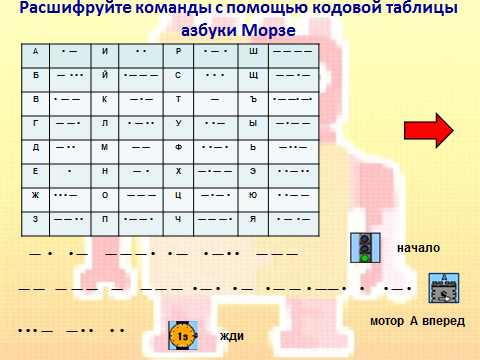 Расшифруйте команды с помощью кодовой таблицы
азбуки Морзе
А •— И •• Р •—• Ш ————
Б —••• Й •——— С ••• Щ ——•—
В •—— К —•— Т — Ъ •——•—•
Г ——• Л •—•• У ••— Ы —•——
Д —•• М —— Ф ••—• Ь —••—
Е • Н —• Х Э ••—••
Ж •••— О ——— Ц —•—• Ю ••——
З ——•• П •——• Ч ———• Я •—•—
—• •— ———• •— •—•• ——— начало
—— ——— — ——— •—• •—
A
мотор А вперед
•••— —•• •• 1s жди